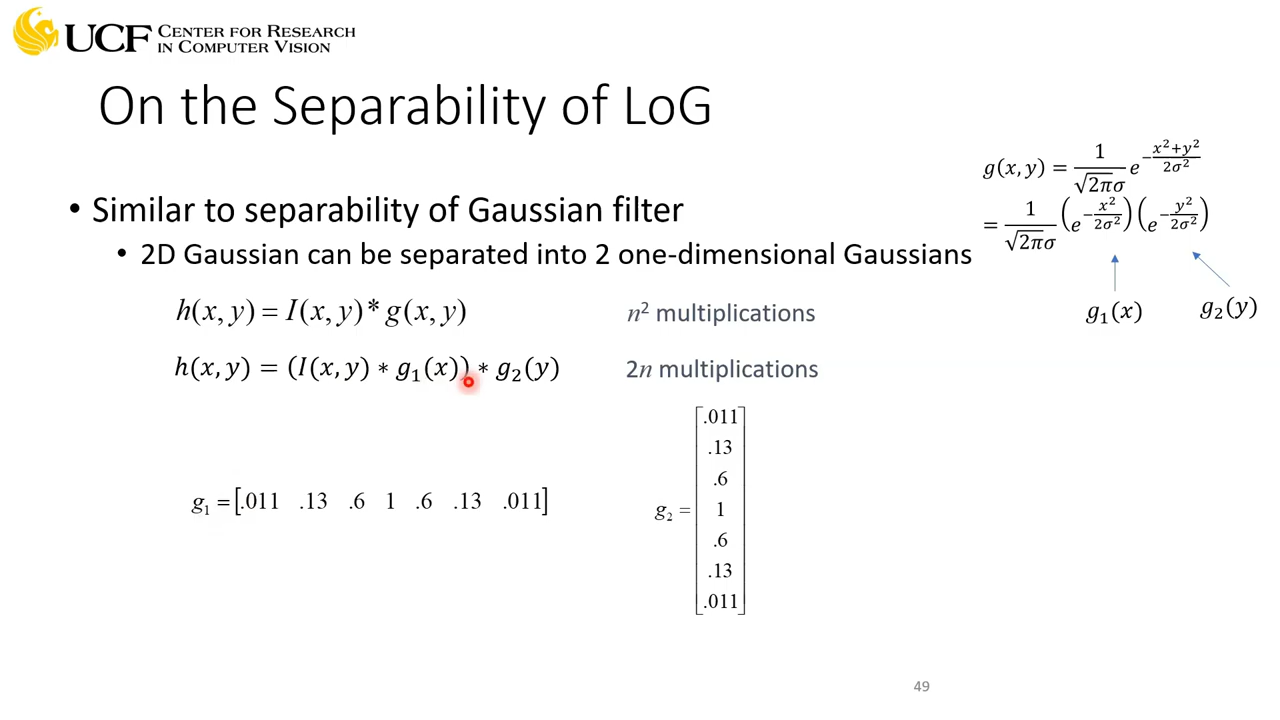 UCF CENTER FOR RESEARCH
IN COMPUTER VISION
On the Separability of LoG
• Similar to separability of Gaussian filter
• 2D Gaussian can be separated into 2 one-dimensional Gaussians
g(x, y) = 1/(√2πσ) e^(−(x²+y²)/(2σ²))
= 1/(√2πσ) (e^(−x²/(2σ²))) (e^(−y²/(2σ²)))
g₁(x) g₂(y)
h(x, y) = I(x, y) * g(x, y) n² multiplications
h(x, y) = (I(x, y) ∗ g₁(x)) ∗ g₂(y) 2n multiplications
g₁ = [.011 .13 .6 1 .6 .13 .011]
g₂ = [
.011
.13
.6
1
.6
.13
.011
]
49